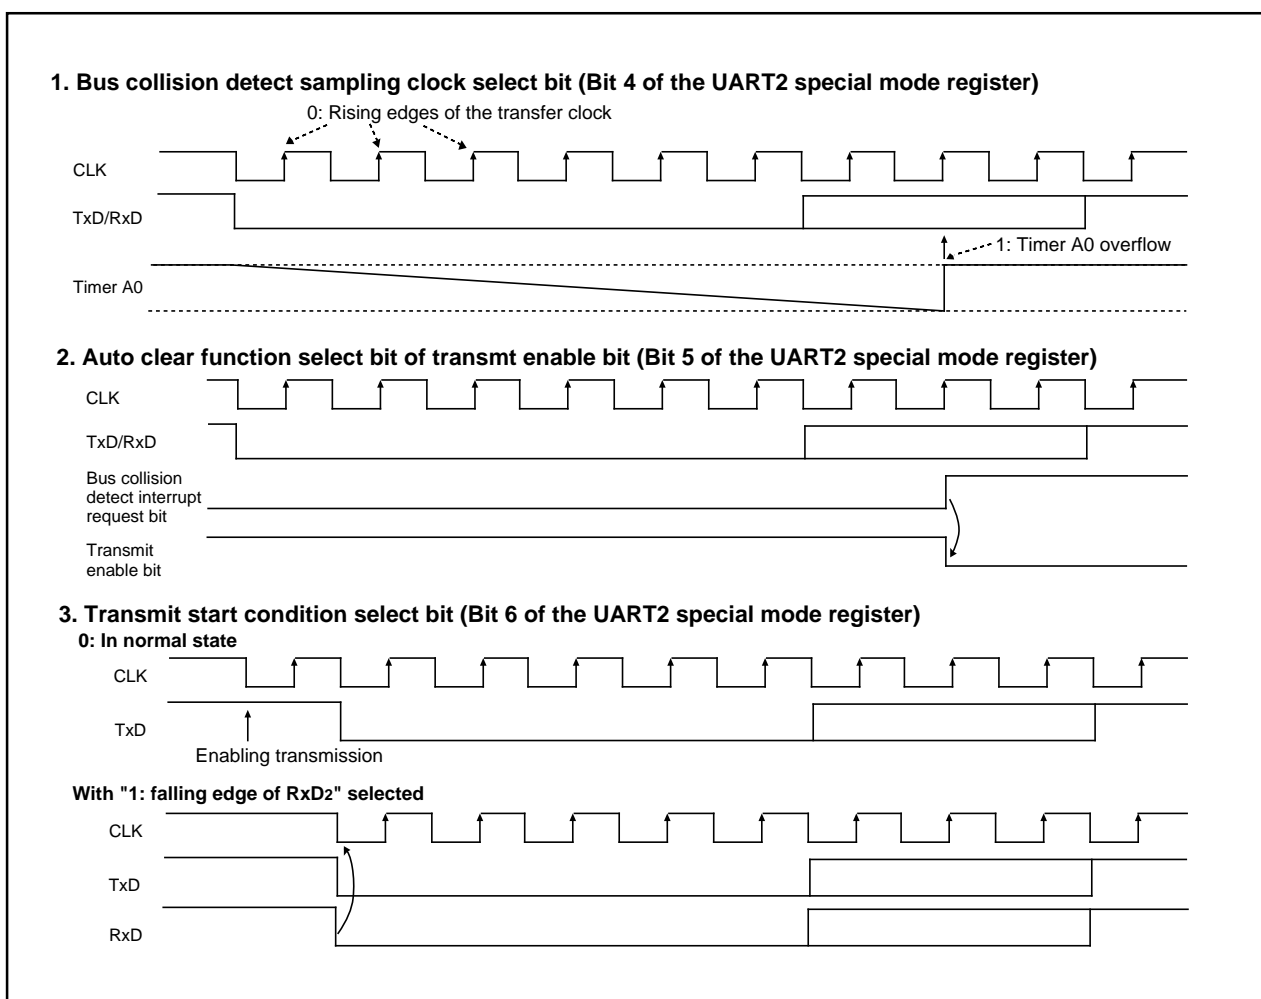 1. Bus collision detect sampling clock select bit (Bit 4 of the UART2 special mode register)
0: Rising edges of the transfer clock
CLK
TxD/RxD
1: Timer A0 overflow
Timer A0
2. Auto clear function select bit of transmt enable bit (Bit 5 of the UART2 special mode register)
CLK
TxD/RxD
Bus collision
detect interrupt
request bit
Transmit
enable bit
3. Transmit start condition select bit (Bit 6 of the UART2 special mode register)
0: In normal state
CLK
TxD
Enabling transmission
With "1: falling edge of RxD2" selected
CLK
TxD
RxD